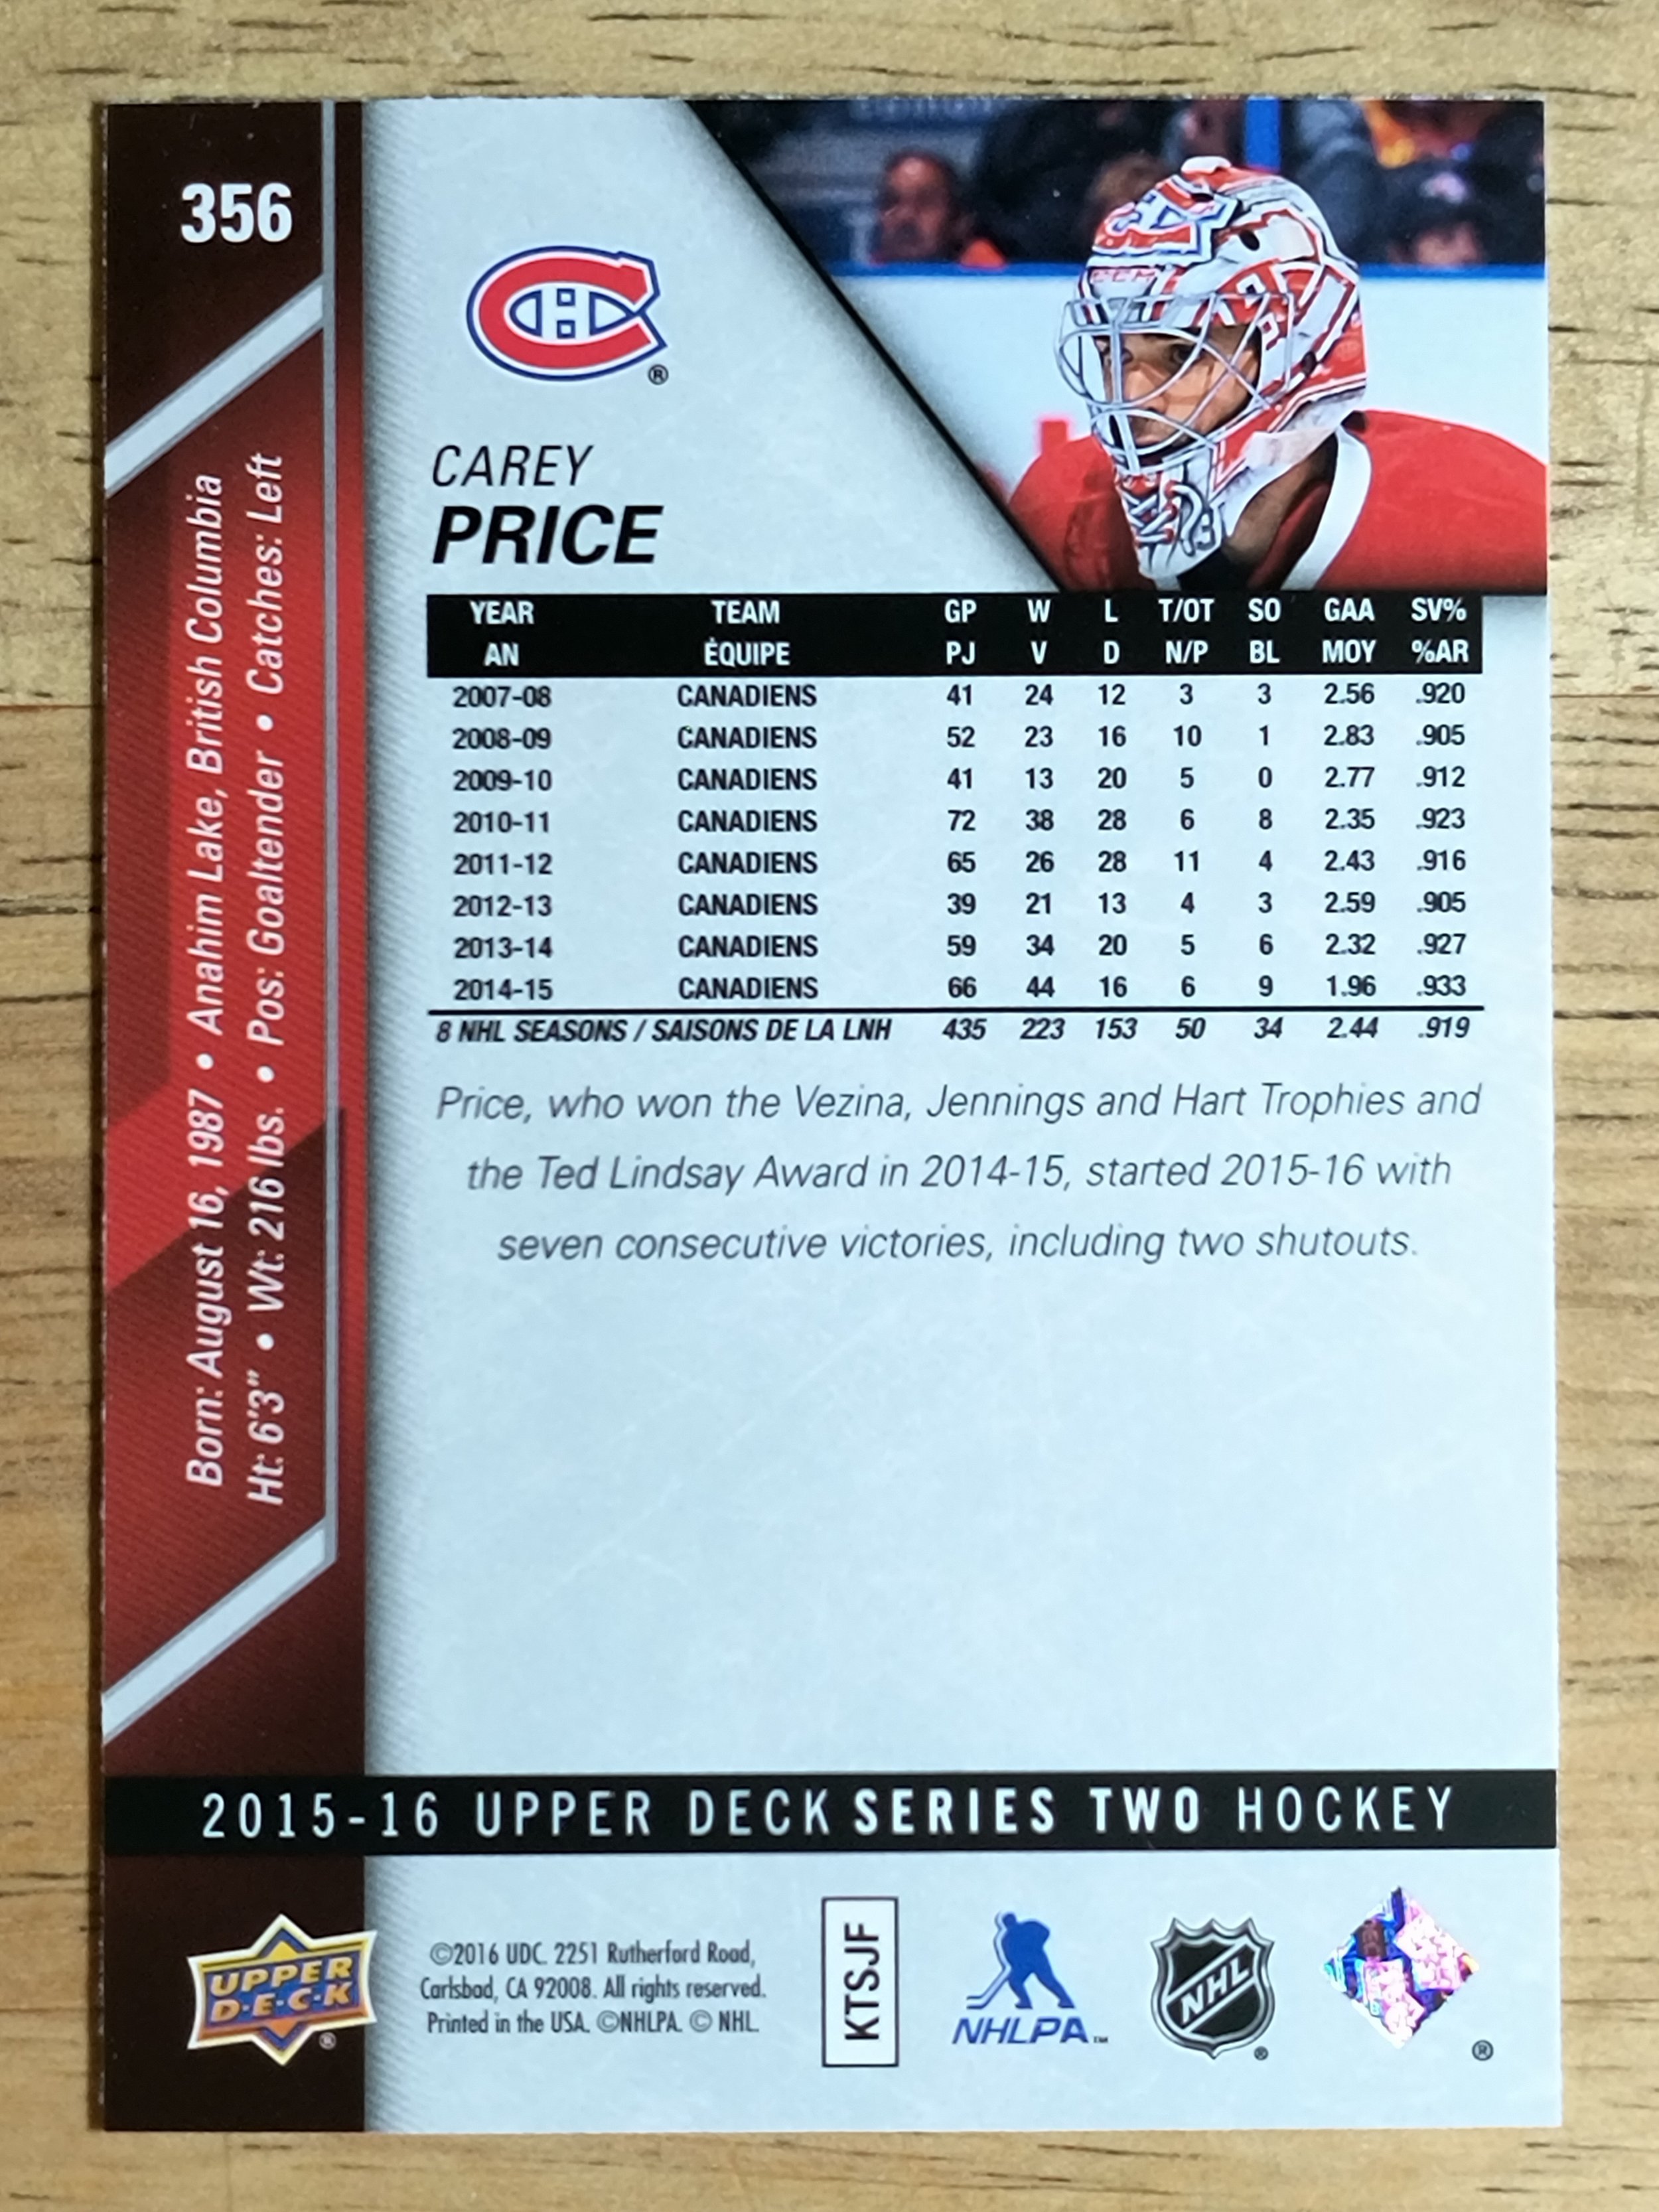 356
CAREY
PRICE
YEAR TEAM GP W L T/OT SO GAA SV%
AN ÉQUIPE PJ V D N/P BL MOY %AR
2007-08 CANADIENS 41 24 12 3 3 2.56 .920
2008-09 CANADIENS 52 23 16 10 1 2.83 .905
2009-10 CANADIENS 41 13 20 5 0 2.77 .912
2010-11 CANADIENS 72 38 28 6 8 2.35 .923
2011-12 CANADIENS 65 26 28 11 4 2.43 .916
2012-13 CANADIENS 39 21 13 4 3 2.59 .905
2013-14 CANADIENS 59 34 20 5 6 2.32 .927
2014-15 CANADIENS 66 44 16 6 9 1.96 .933
8 NHL SEASONS / SAISONS DE LA LNH 435 223 153 50 34 2.44 .919
Price, who won the Vezina, Jennings and Hart Trophies and
the Ted Lindsay Award in 2014-15, started 2015-16 with
seven consecutive victories, including two shutouts.
Born: August 16, 1987 • Anahim Lake, British Columbia
Ht: 6'3" • Wt: 216 lbs. • Pos: Goaltender • Catches: Left
2015-16 UPPER DECK SERIES TWO HOCKEY
UPPER
D·E·C·K
®
©2016 UDC. 2251 Rutherford Road,
Carlsbad, CA 92008. All rights reserved.
Printed in the USA. ©NHLPA. © NHL.
KTSJF
NHLPA™
NHL
®
®